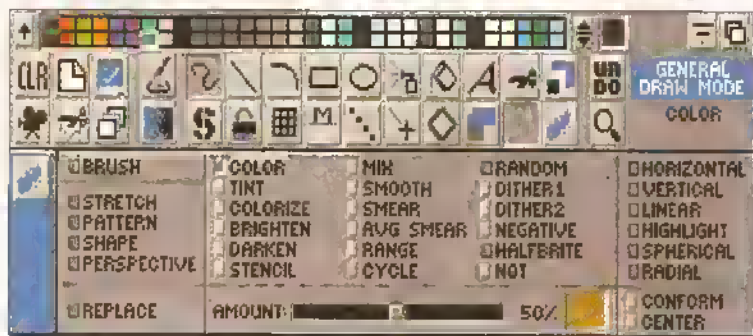 CLR
A
UN
DO
GENERAL
DRAW MODE
$
M
COLOR
BRUSH
STRETCH
PATTERN
SHAPE
PERSPECTIVE
REPLACE
COLOR
TINT
COLORIZE
BRIGHTEN
DARKEN
STENCIL
MIX
SMOOTH
SMEAR
AVG SMEAR
RANGE
CYCLE
RANDOM
DITHER1
DITHER2
NEGATIVE
HALFBRITE
NOT
AMOUNT: 50%
HORIZONTAL
VERTICAL
LINEAR
HIGHLIGHT
SPHERICAL
RADIAL
CONFORM
CENTER